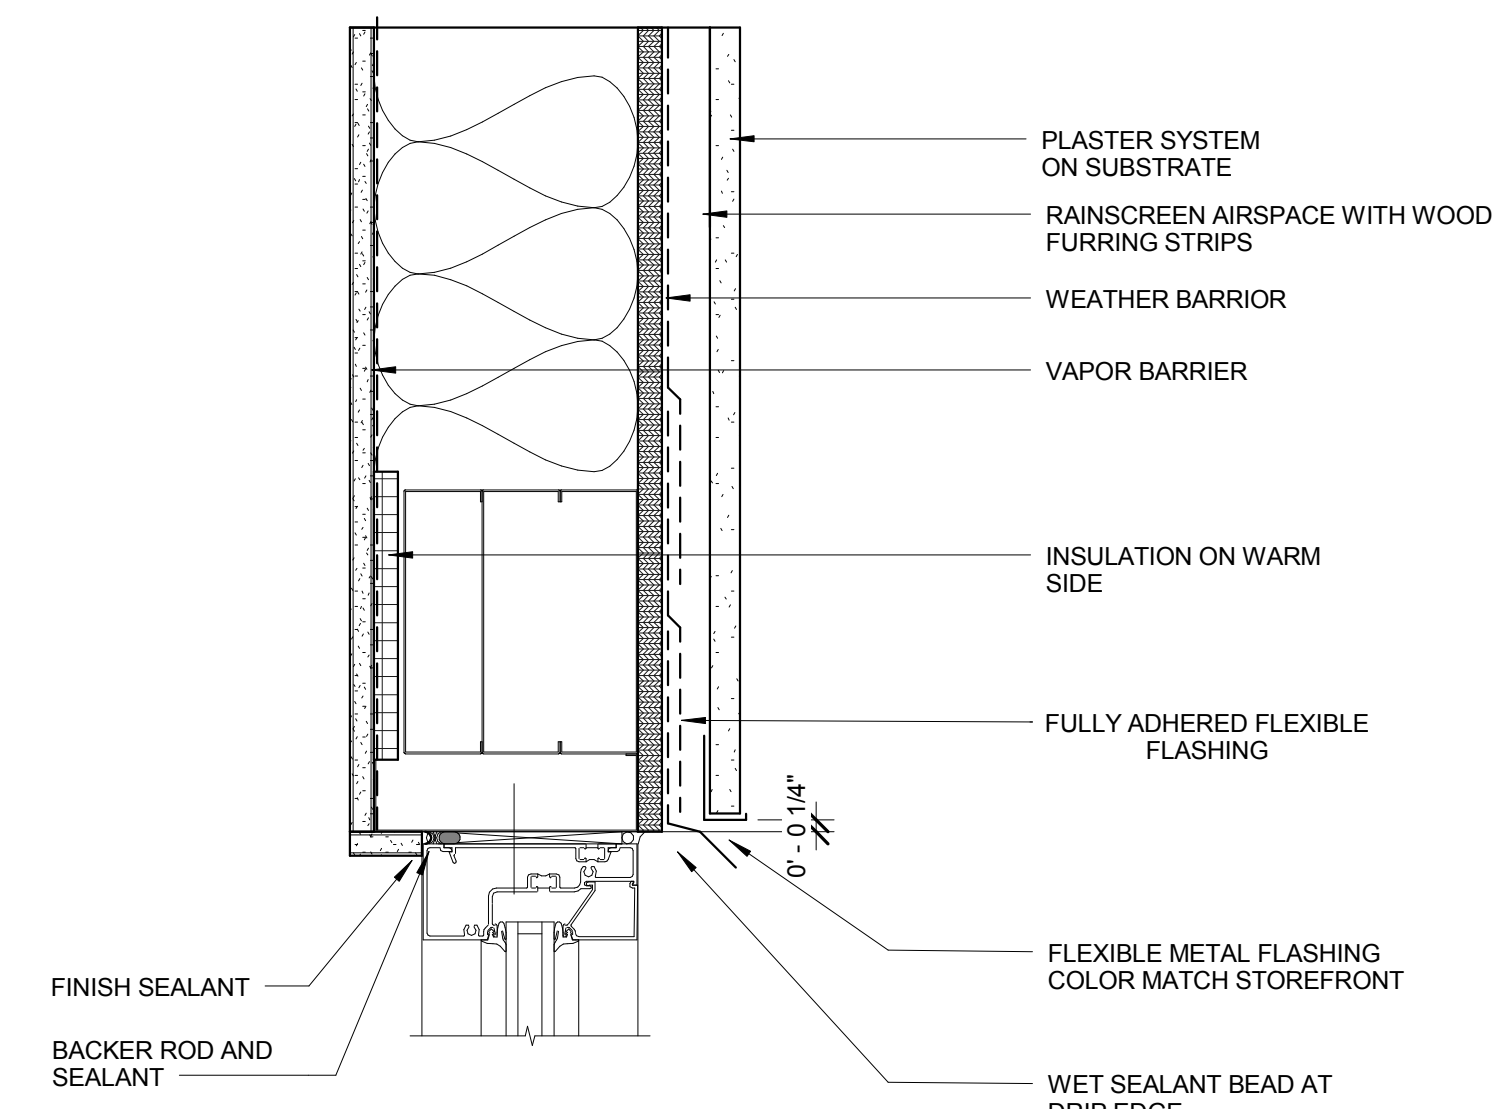 PLASTER SYSTEM
ON SUBSTRATE
RAINSCREEN AIRSPACE WITH WOOD
FURRING STRIPS
WEATHER BARRIOR
VAPOR BARRIER
INSULATION ON WARM
SIDE
FULLY ADHERED FLEXIBLE
FLASHING
0' - 0 1/4"
FLEXIBLE METAL FLASHING
COLOR MATCH STOREFRONT
FINISH SEALANT
BACKER ROD AND
SEALANT
WET SEALANT BEAD AT
DRIP EDGE